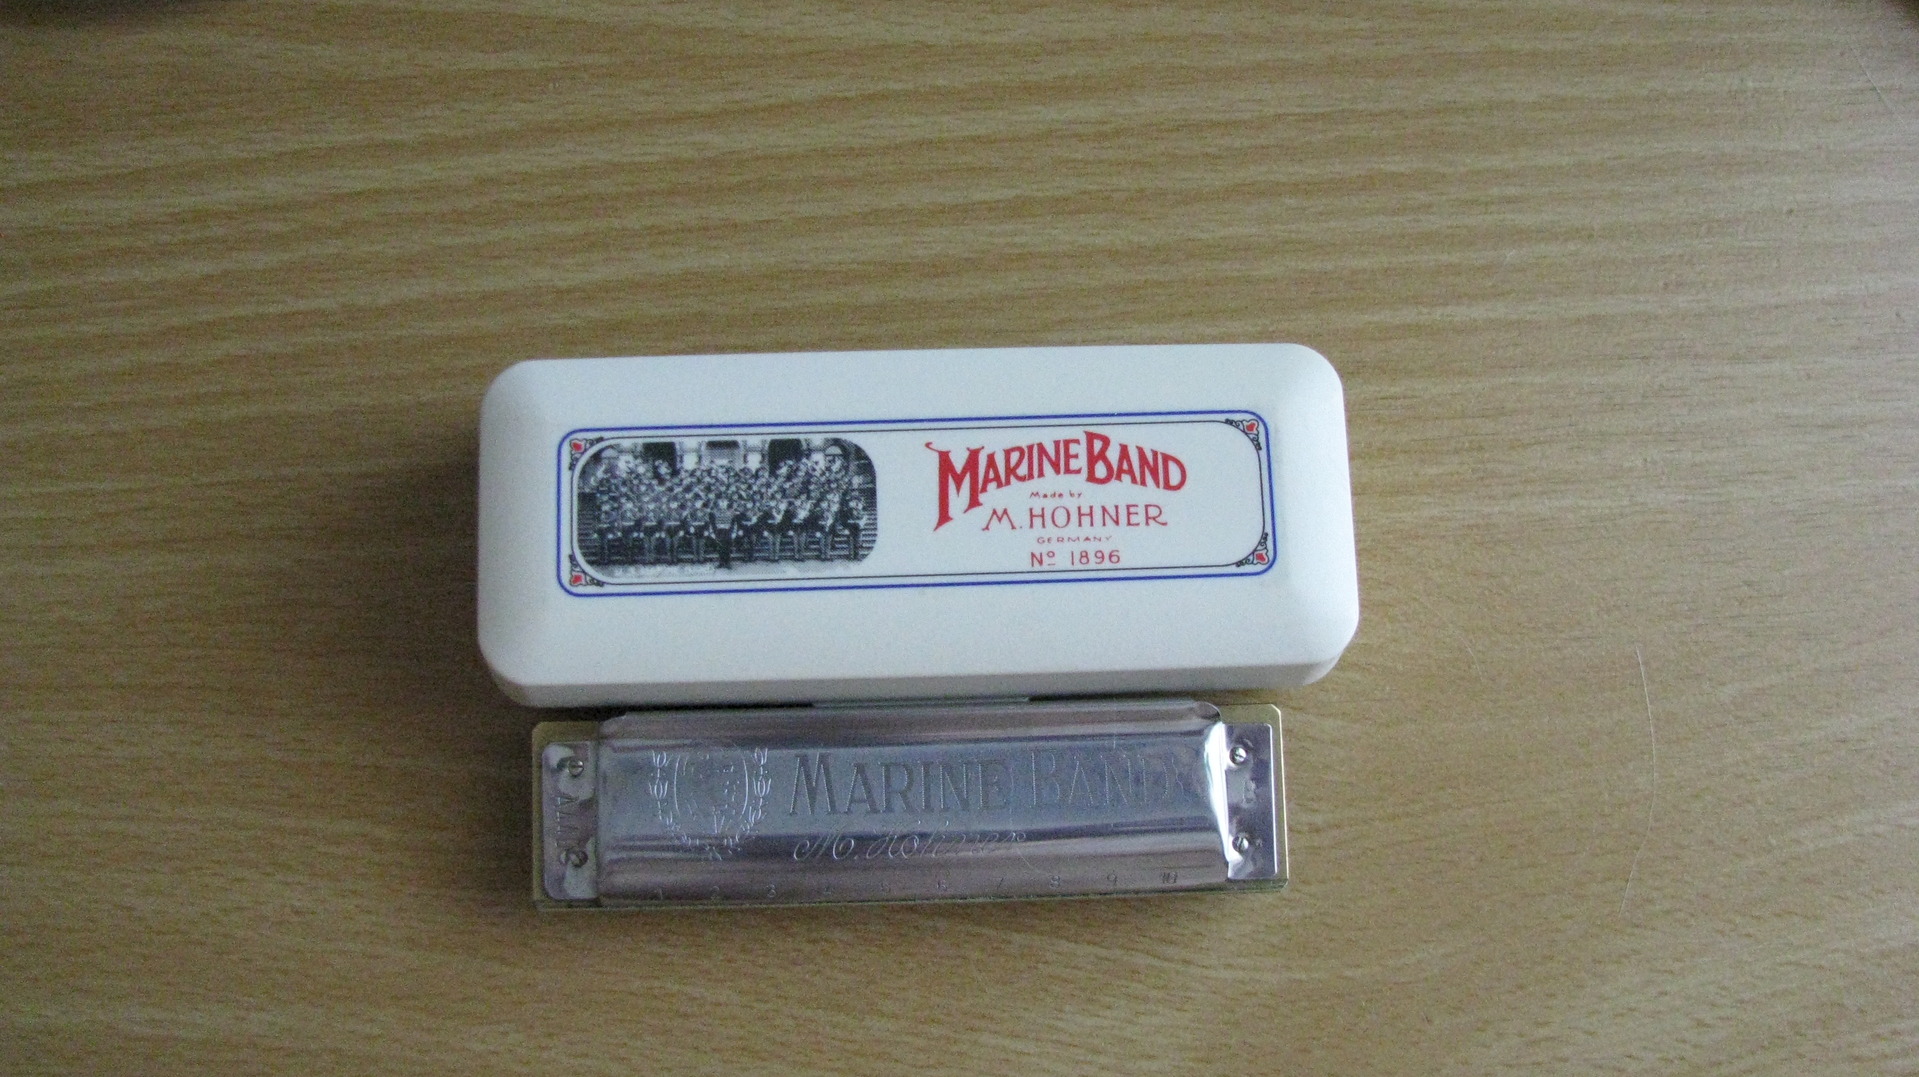 MARINE BAND
Made by
M. HOHNER
GERMANY
Nº 1896
MARINE BAND
M. Hohner
1 2 3 4 5 6 7 8 9 10